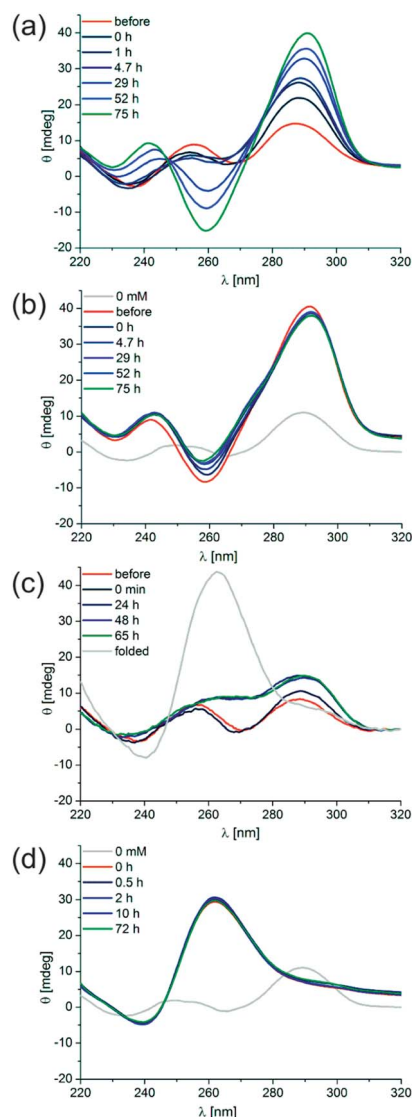 (a)
before
0 h
1 h
4.7 h
29 h
52 h
75 h
θ [mdeg]
50
40
30
20
10
0
-10
-20
220 240 260 280 300 320
λ [nm]
(b)
0 mM
before
0 h
4.7 h
29 h
52 h
75 h
θ [mdeg]
50
40
30
20
10
0
-10
-20
220 240 260 280 300 320
λ [nm]
(c)
before
0 min
24 h
48 h
65 h
folded
θ [mdeg]
50
40
30
20
10
0
-10
-20
220 240 260 280 300 320
λ [nm]
(d)
0 mM
0 h
0.5 h
2 h
10 h
72 h
θ [mdeg]
50
40
30
20
10
0
-10
-20
220 240 260 280 300 320
λ [nm]